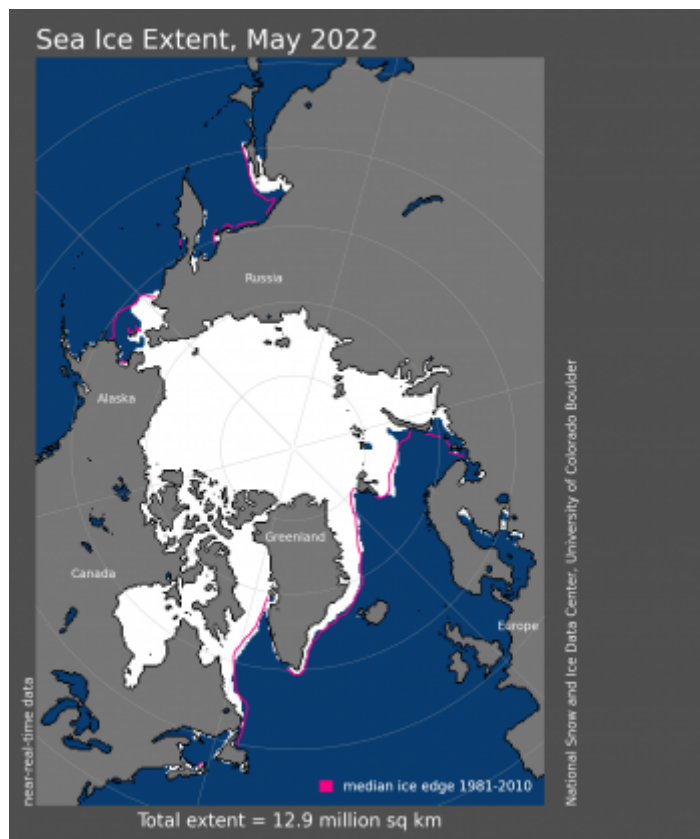 Sea Ice Extent, May 2022
Russia
Alaska
Greenland
Canada
Europe
near-real-time data
National Snow and Ice Data Center, University of Colorado Boulder
median ice edge 1981-2010
Total extent = 12.9 million sq km